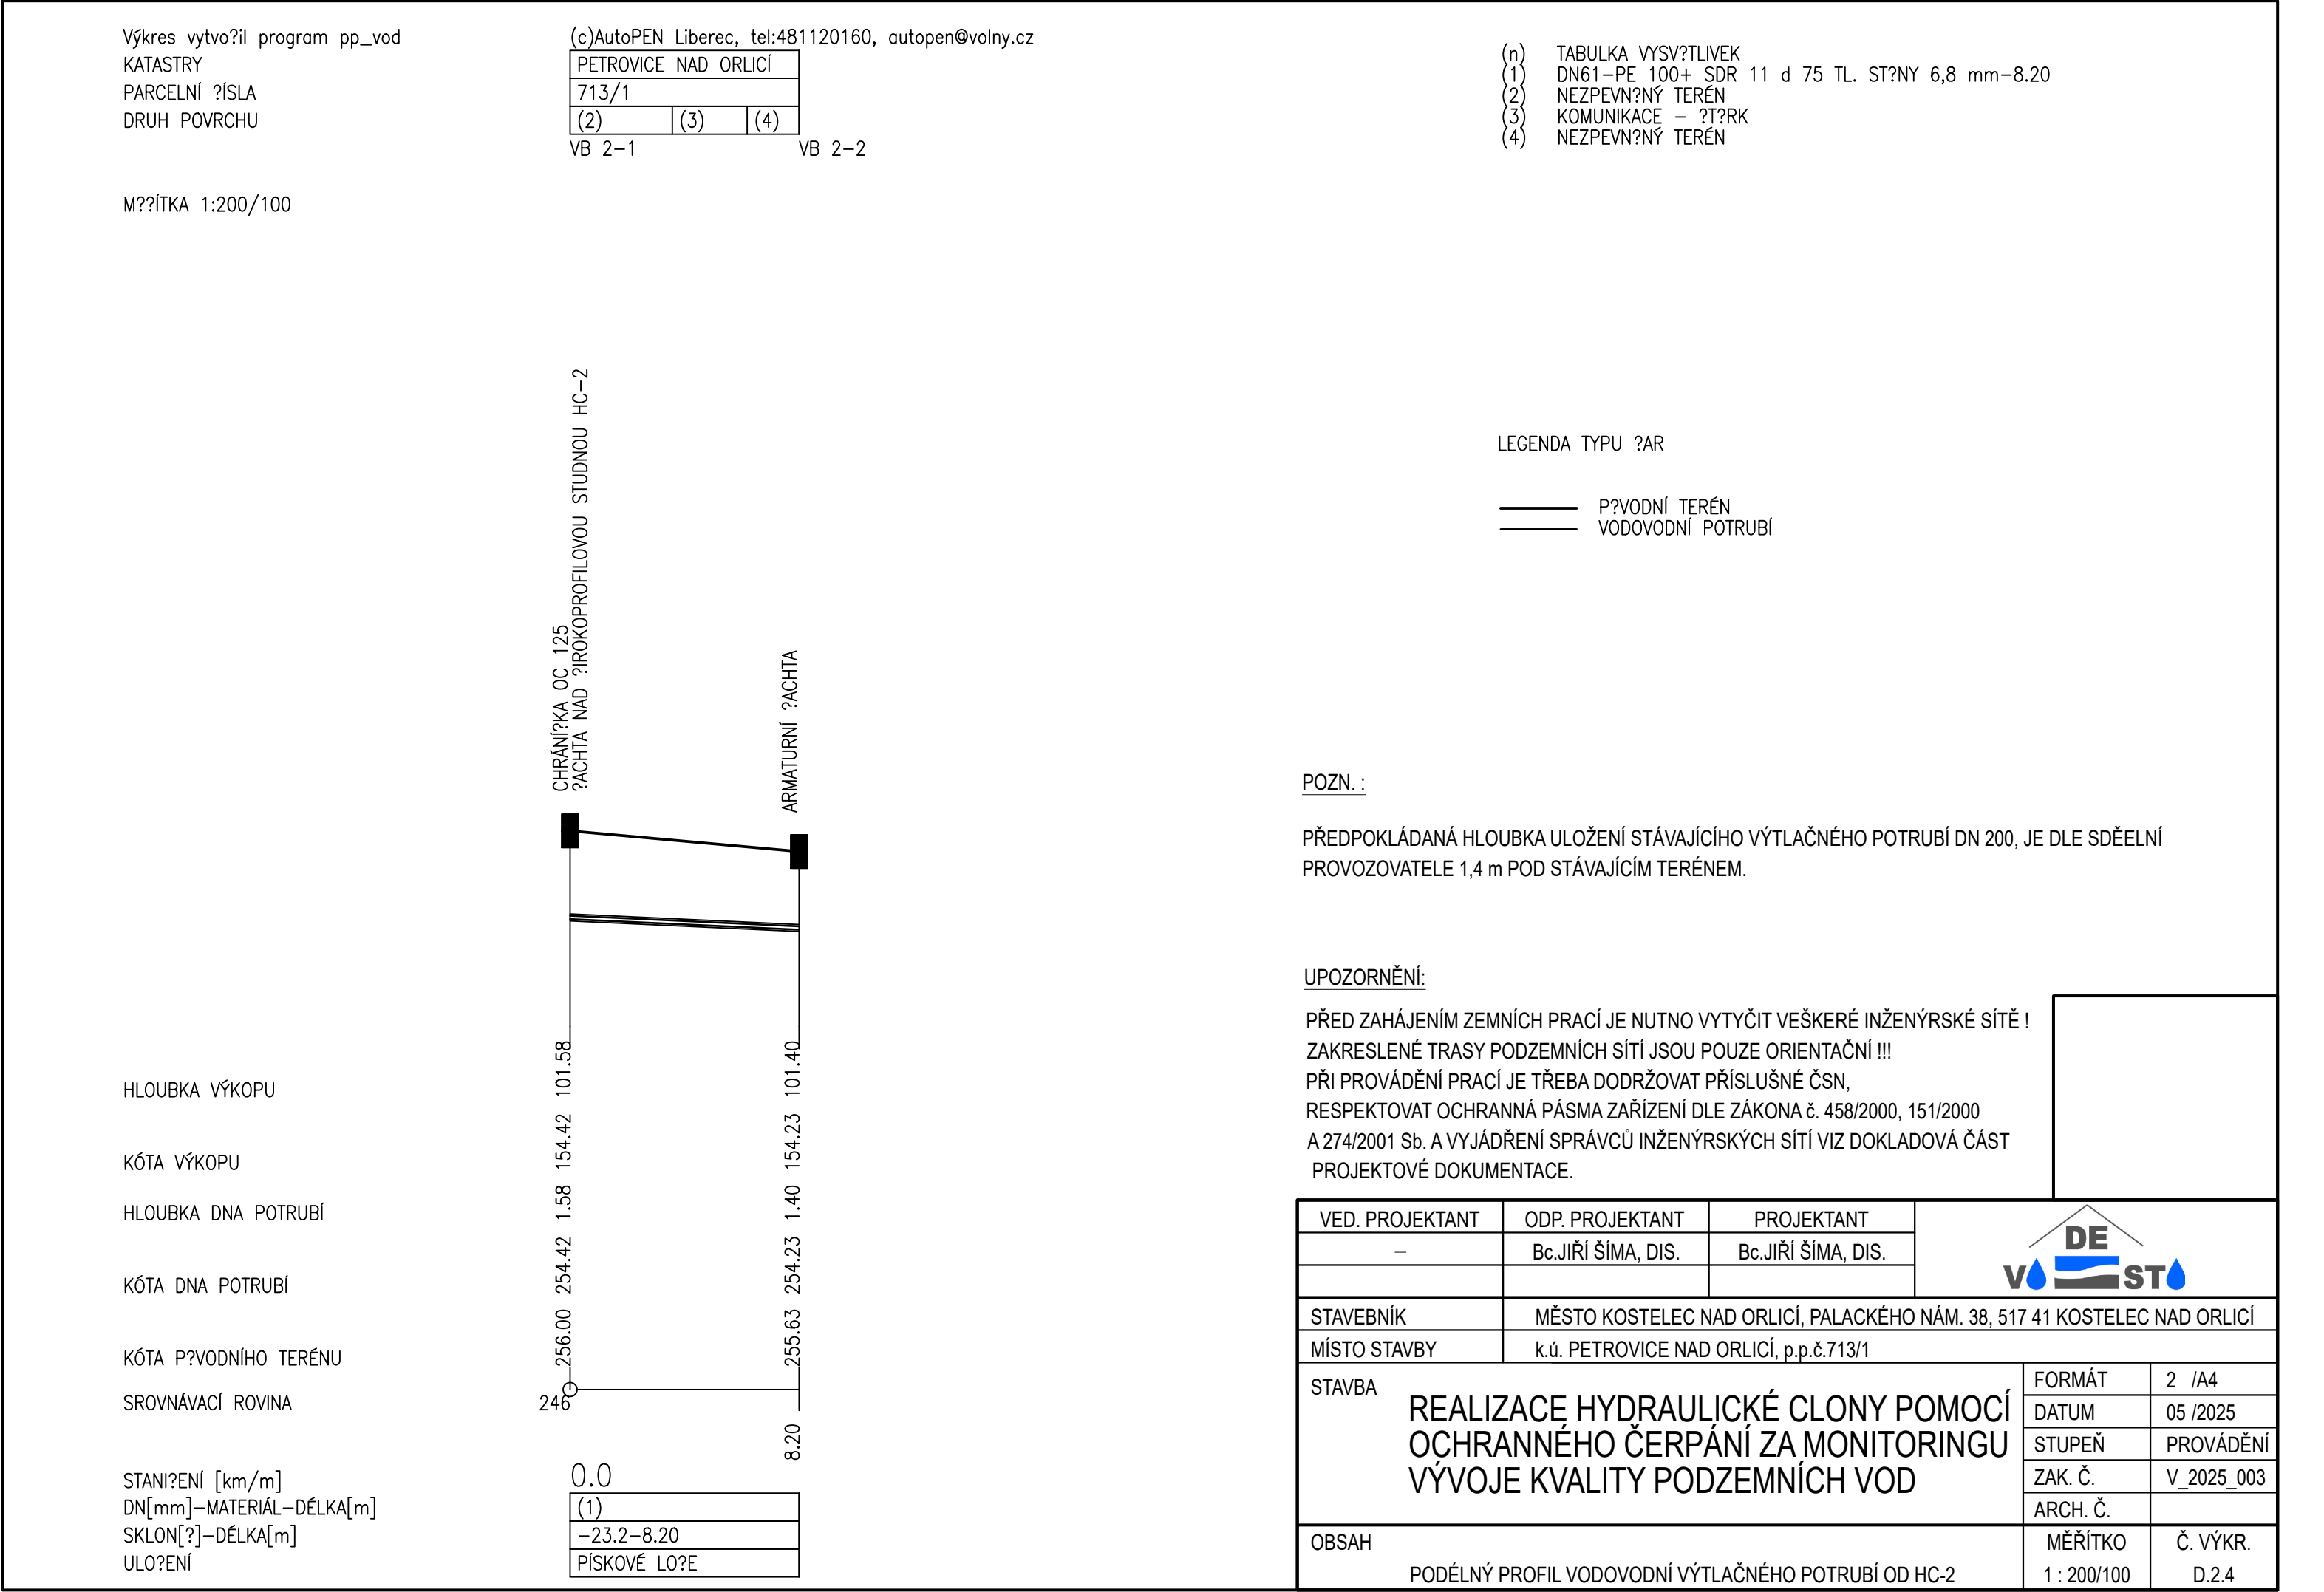 Výkres vytvo?il program pp_vod
(c)AutoPEN Liberec, tel:481120160, autopen@volny.cz
KATASTRY
PETROVICE NAD ORLICÍ
PARCELNÍ ?ÍSLA
713/1
DRUH POVRCHU
(2) (3) (4)
VB 2-1 VB 2-2
M??ÍTKA 1:200/100
(n) TABULKA VYSV?TLIVEK
(1) DN61-PE 100+ SDR 11 d 75 TL. ST?NY 6,8 mm-8.20
(2) NEZPEVN?NÝ TERÉN
(3) KOMUNIKACE - ?T?RK
(4) NEZPEVN?NÝ TERÉN
LEGENDA TYPU ?AR
P?VODNÍ TERÉN
VODOVODNÍ POTRUBÍ
CHRÁNÍ?KA OC 125
?ACHTA NAD ?IROKOPROFILOVOU STUDNOU HC-2
ARMATURNÍ ?ACHTA
HLOUBKA VÝKOPU
101.58 101.40
KÓTA VÝKOPU
154.42 154.23
HLOUBKA DNA POTRUBÍ
1.58 1.40
KÓTA DNA POTRUBÍ
254.42 254.23
KÓTA P?VODNÍHO TERÉNU
256.00 255.63
SROVNÁVACÍ ROVINA
246
STANI?ENÍ [km/m]
0.0 8.20
DN[mm]-MATERIÁL-DÉLKA[m]
(1)
SKLON[?]-DÉLKA[m]
-23.2-8.20
ULO?ENÍ
PÍSKOVÉ LO?E
POZN. :
PŘEDPOKLÁDANÁ HLOUBKA ULOŽENÍ STÁVAJÍCÍHO VÝTLAČNÉHO POTRUBÍ DN 200, JE DLE SDĚELNÍ
PROVOZOVATELE 1,4 m POD STÁVAJÍCÍM TERÉNEM.
UPOZORNĚNÍ:
PŘED ZAHÁJENÍM ZEMNÍCH PRACÍ JE NUTNO VYTYČIT VEŠKERÉ INŽENÝRSKÉ SÍTĚ !
ZAKRESLENÉ TRASY PODZEMNÍCH SÍTÍ JSOU POUZE ORIENTAČNÍ !!!
PŘI PROVÁDĚNÍ PRACÍ JE TŘEBA DODRŽOVAT PŘÍSLUŠNÉ ČSN,
RESPEKTOVAT OCHRANNÁ PÁSMA ZAŘÍZENÍ DLE ZÁKONA č. 458/2000, 151/2000
A 274/2001 Sb. A VYJÁDŘENÍ SPRÁVCŮ INŽENÝRSKÝCH SÍTÍ VIZ DOKLADOVÁ ČÁST
PROJEKTOVÉ DOKUMENTACE.
VED. PROJEKTANT ODP. PROJEKTANT PROJEKTANT
– Bc.JIŘÍ ŠÍMA, DIS. Bc.JIŘÍ ŠÍMA, DIS.
DE
V ST
STAVEBNÍK MĚSTO KOSTELEC NAD ORLICÍ, PALACKÉHO NÁM. 38, 517 41 KOSTELEC NAD ORLICÍ
MÍSTO STAVBY k.ú. PETROVICE NAD ORLICÍ, p.p.č.713/1
STAVBA
REALIZACE HYDRAULICKÉ CLONY POMOCÍ
OCHRANNÉHO ČERPÁNÍ ZA MONITORINGU
VÝVOJE KVALITY PODZEMNÍCH VOD
FORMÁT 2 /A4
DATUM 05 /2025
STUPEŇ PROVÁDĚNÍ
ZAK. Č. V_2025_003
ARCH. Č.
OBSAH
PODÉLNÝ PROFIL VODOVODNÍ VÝTLAČNÉHO POTRUBÍ OD HC-2
MĚŘÍTKO Č. VÝKR.
1 : 200/100 D.2.4